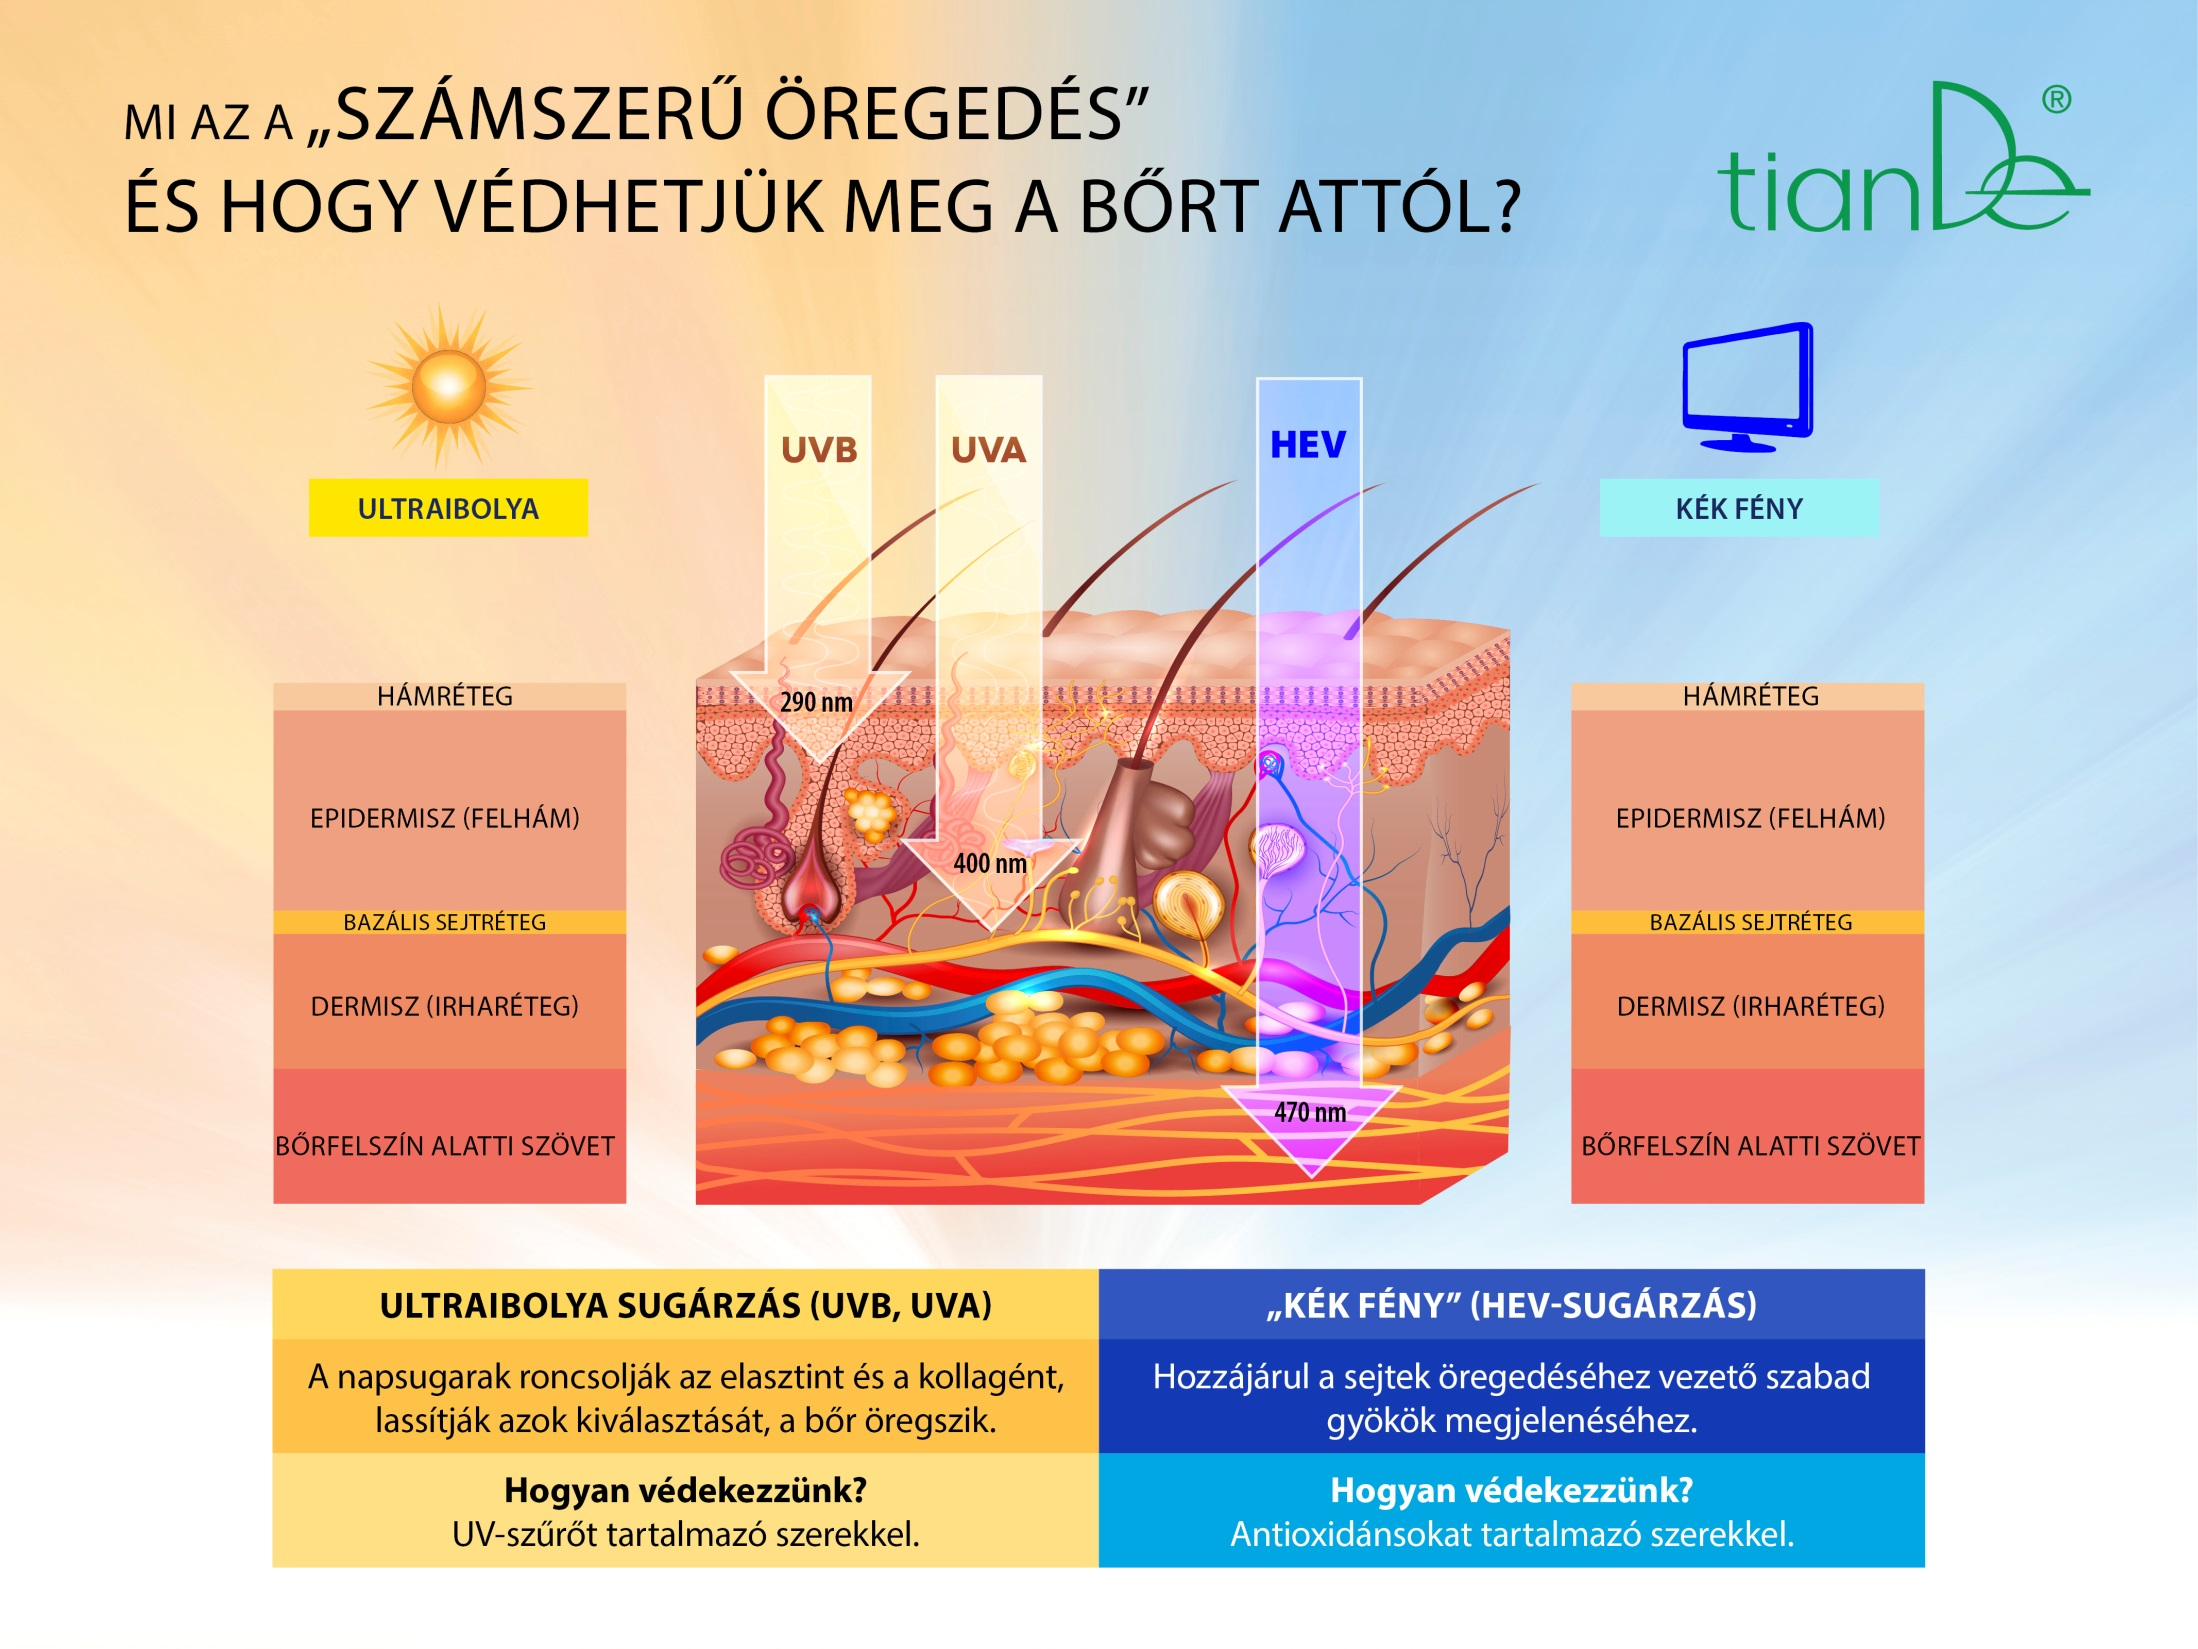 MI AZ A „SZÁMSZERŰ ÖREGEDÉS”
ÉS HOGY VÉDHETJÜK MEG A BŐRT ATTÓL?
tianDe®
ULTRAIBOLYA
UVB
UVA
HEV
KÉK FÉNY
290 nm
400 nm
470 nm
HÁMRÉTEG
EPIDERMISZ (FELHÁM)
BAZÁLIS SEJTRÉTEG
DERMISZ (IRHARÉTEG)
BŐRFELSZÍN ALATTI SZÖVET
HÁMRÉTEG
EPIDERMISZ (FELHÁM)
BAZÁLIS SEJTRÉTEG
DERMISZ (IRHARÉTEG)
BŐRFELSZÍN ALATTI SZÖVET
ULTRAIBOLYA SUGÁRZÁS (UVB, UVA)
A napsugarak roncsolják az elasztint és a kollagént,
lassítják azok kiválasztását, a bőr öregszik.
Hogyan védekezzünk?
UV-szűrőt tartalmazó szerekkel.
„KÉK FÉNY” (HEV-SUGÁRZÁS)
Hozzájárul a sejtek öregedéséhez vezető szabad
gyökök megjelenéséhez.
Hogyan védekezzünk?
Antioxidánsokat tartalmazó szerekkel.